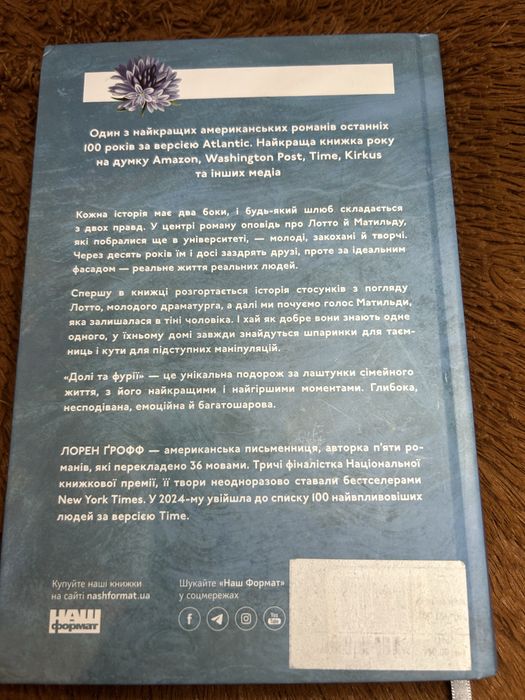 Один з найкращих американських романів останніх
100 років за версією Atlantic. Найкраща книжка року
на думку Amazon, Washington Post, Time, Kirkus
та інших медіа
Кожна історія має два боки, і будь-який шлюб складається
з двох правд. У центрі роману оповідь про Лотто й Матильду,
які побралися ще в університеті, — молоді, закохані й творчі.
Через десять років їм і досі заздрять друзі, проте за ідеальним
фасадом — реальне життя реальних людей.
Спершу в книжці розгортається історія стосунків з погляду
Лотто, молодого драматурга, а далі ми почуємо голос Матильди,
яка залишалася в тіні чоловіка. І хай як добре вони знають одне
одного, у їхньому домі завжди знайдуться шпаринки для таєм-
ниць і кути для підступних маніпуляцій.
«Долі та фурії» — це унікальна подорож за лаштунки сімейного
життя, з його найкращими і найгіршими моментами. Глибока,
несподівана, емоційна й багатошарова.
ЛОРЕН ҐРОФФ — американська письменниця, авторка п'яти ро-
манів, які перекладено 36 мовами. Тричі фіналістка Національної
книжкової премії, її твори неодноразово ставали бестселерами
New York Times. У 2024-му увійшла до списку 100 найвпливовіших
людей за версією Time.
Купуйте наші книжки
на сайті nashformat.ua
Шукайте «Наш Формат»
у соцмережах
НАШ
формат
You
Tube